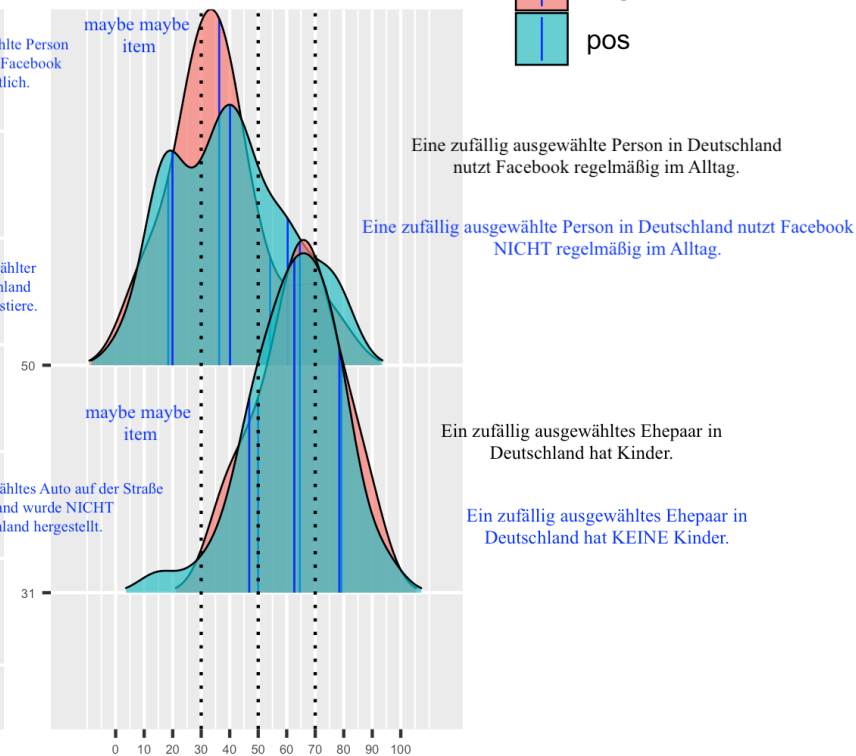 pos
maybe maybe
item
hlte Person
Facebook
tlich.
Eine zufällig ausgewählte Person in Deutschland
nutzt Facebook regelmäßig im Alltag.
Eine zufällig ausgewählte Person in Deutschland nutzt Facebook
NICHT regelmäßig im Alltag.
ählter
nland
stiere.
50
maybe maybe
item
Ein zufällig ausgewähltes Ehepaar in
Deutschland hat Kinder.
ähltes Auto auf der Straße
and wurde NICHT
hland hergestellt.
Ein zufällig ausgewähltes Ehepaar in
Deutschland hat KEINE Kinder.
31
0 10 20 30 40 50 60 70 80 90 100